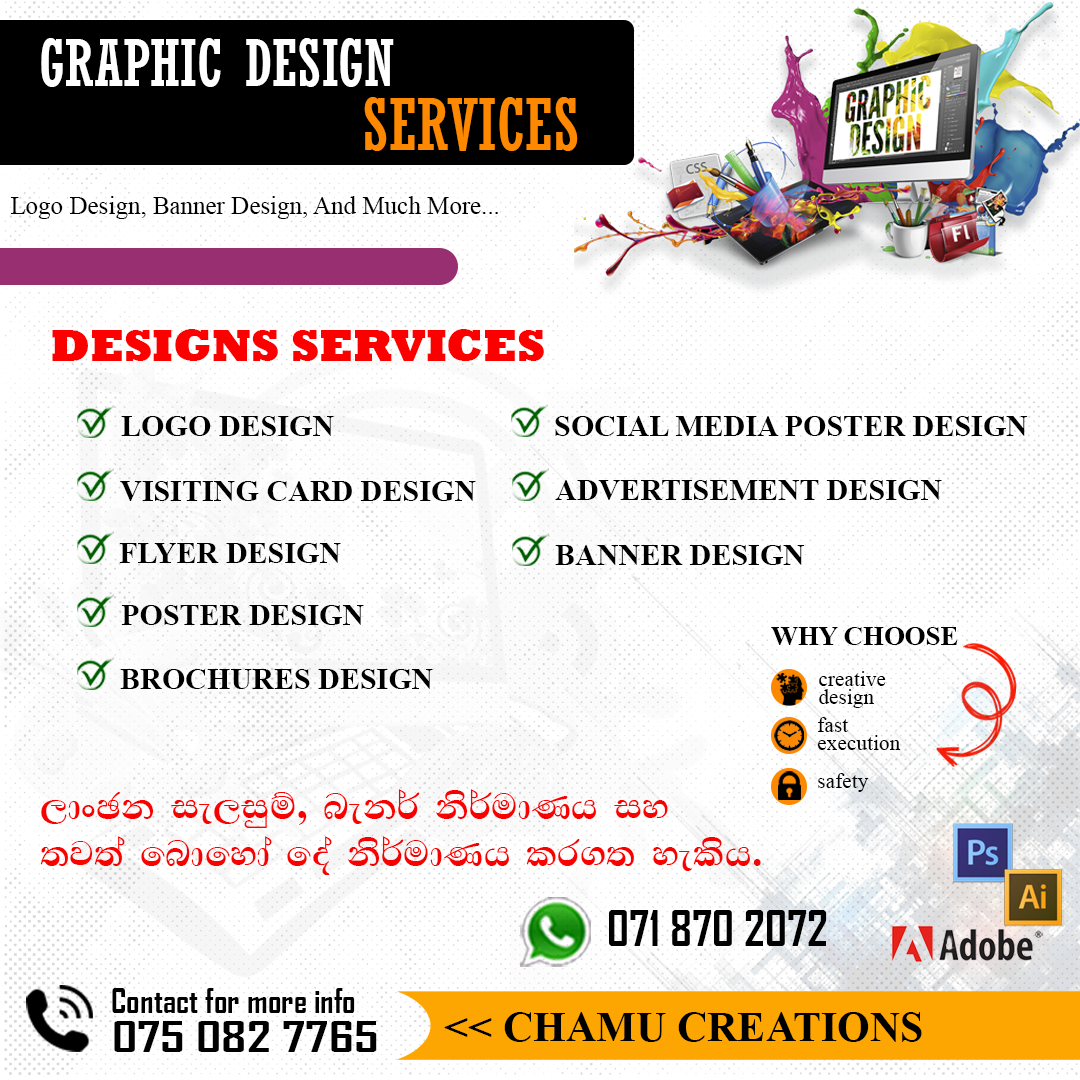 GRAPHIC DESIGN
SERVICES
Logo Design, Banner Design, And Much More...
CSS
GRAPHIC
DESIGN
Fl
DESIGNS SERVICES
LOGO DESIGN
VISITING CARD DESIGN
FLYER DESIGN
POSTER DESIGN
BROCHURES DESIGN
SOCIAL MEDIA POSTER DESIGN
ADVERTISEMENT DESIGN
BANNER DESIGN
WHY CHOOSE
creative
design
fast
execution
safety
ලාංඡන සැලසුම්, බැනර් නිර්මාණය සහ
තවත් බොහෝ දේ නිර්මාණය කරගත හැකිය.
Ps
Ai
Adobe®
071 870 2072
Contact for more info
075 082 7765
<< CHAMU CREATIONS